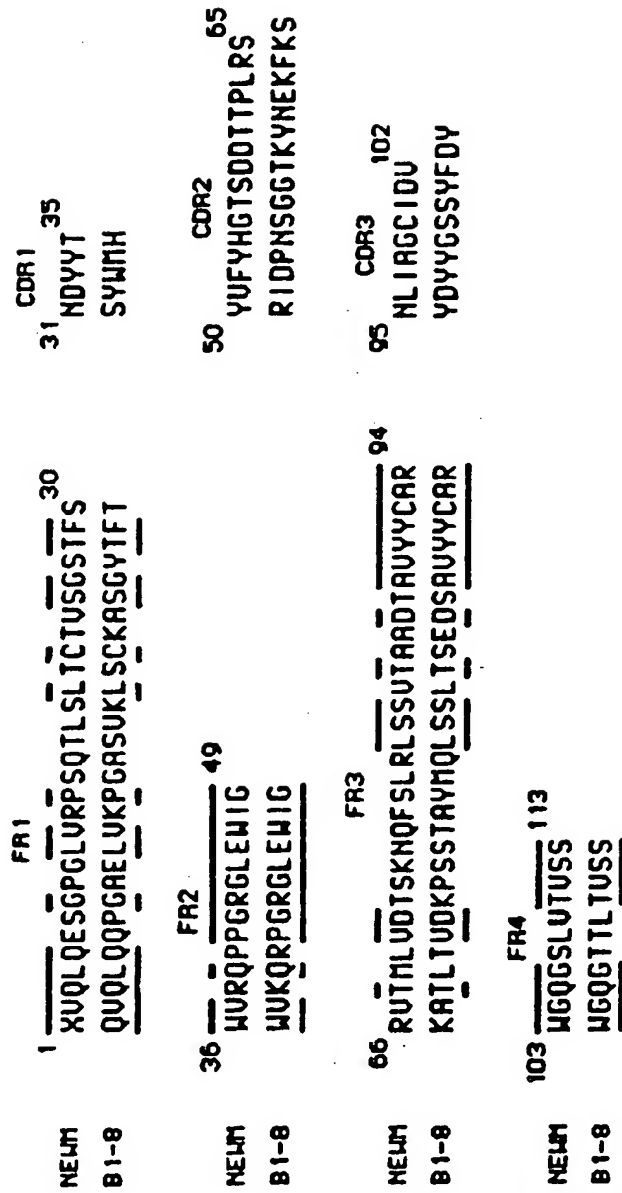 FR1 CDR1
1 30 31 35
NEWM XVQLQESGPGLVRPSQTLSLTCTVSGSTFS NDYYT
B1-8 QVQLQQPGAELVKPGASVKLSCKASGYTFT SYWMH
FR2 CDR2
36 49 50 65
NEWM WVRQPPGRGLEWIG YVFYHGTSDDTTPLRS
B1-8 WVKQRPGRGLEWIG RIDPNSGGTKYNEKFKS
FR3 CDR3
66 94 95 102
NEWM RVTMLVDTSKNQFSLRLSSVTAADTAVYYCAR NLIAGCIDV
B1-8 KATLTVDKPSSTAYMQLSSLTSEDSAVYYCAR YDYYGSSYFDY
FR4
103 113
NEWM WGQGSLVTVSS
B1-8 WGQGTTLTVSS